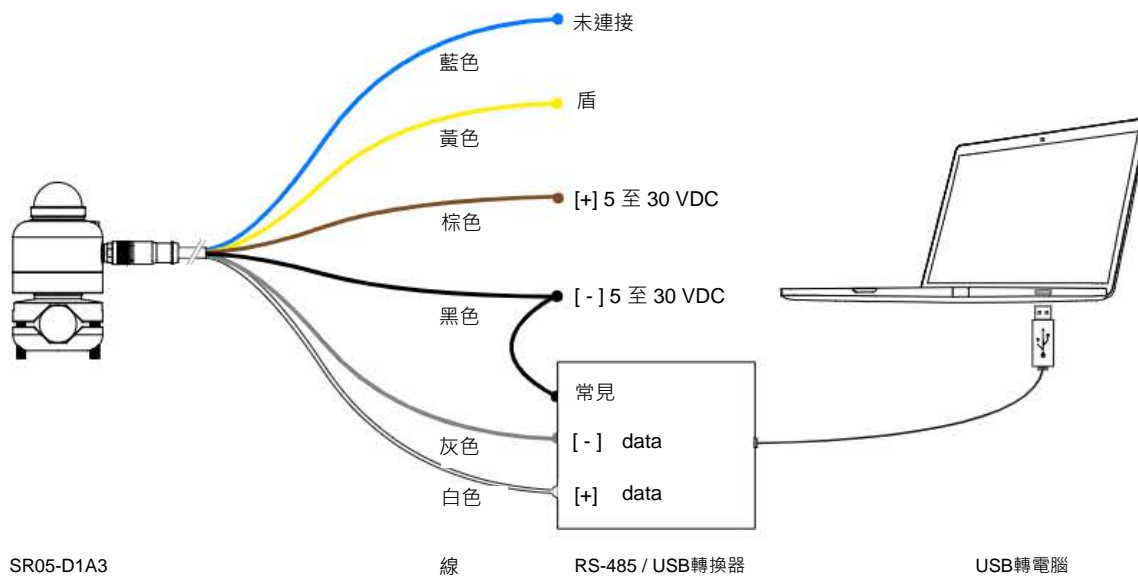 未連接
藍色
盾
黃色
[+] 5 至 30 VDC
棕色
[ - ] 5 至 30 VDC
黑色
常見
[ - ] data
灰色
[+] data
白色
SR05-D1A3 線 RS-485 / USB轉換器 USB轉電腦